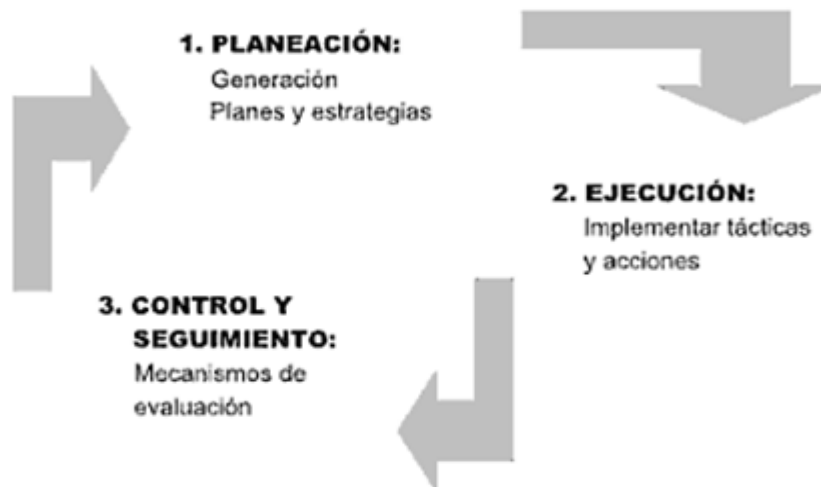 1. PLANEACIÓN:
Generación
Planes y estrategias
2. EJECUCIÓN:
Implementar tácticas
y acciones
3. CONTROL Y
SEGUIMIENTO:
Mecanismos de
evaluación